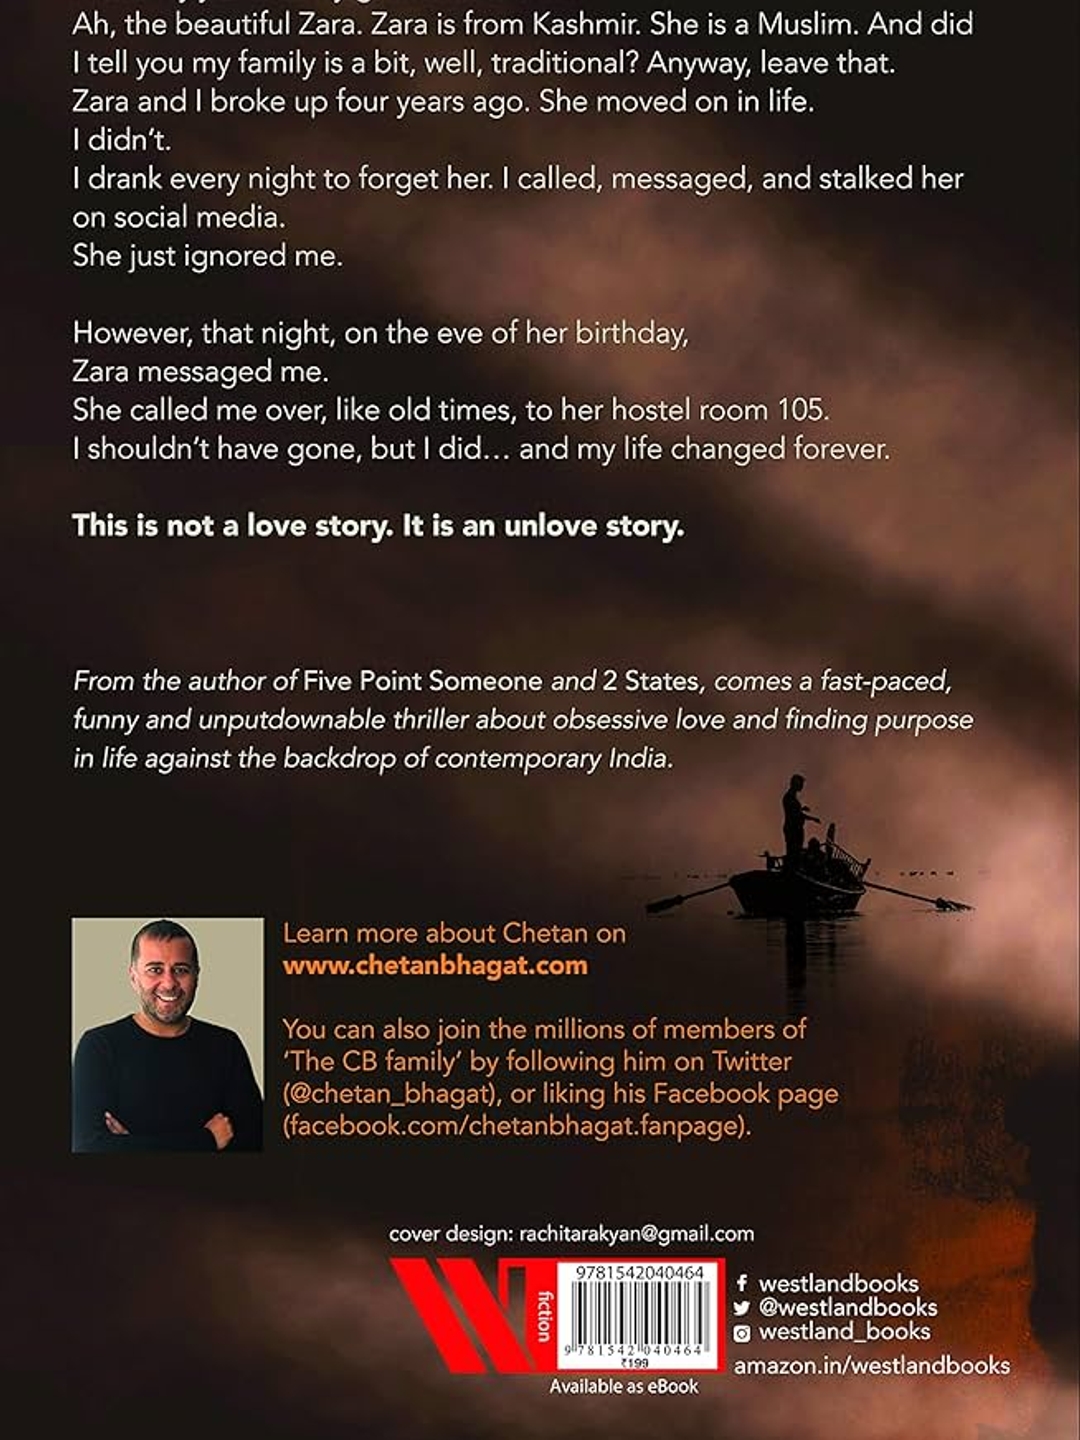 Ah, the beautiful Zara. Zara is from Kashmir. She is a Muslim. And did
I tell you my family is a bit, well, traditional? Anyway, leave that.
Zara and I broke up four years ago. She moved on in life.
I didn't.
I drank every night to forget her. I called, messaged, and stalked her
on social media.
She just ignored me.
However, that night, on the eve of her birthday,
Zara messaged me.
She called me over, like old times, to her hostel room 105.
I shouldn't have gone, but I did... and my life changed forever.
This is not a love story. It is an unlove story.
From the author of Five Point Someone and 2 States, comes a fast-paced,
funny and unputdownable thriller about obsessive love and finding purpose
in life against the backdrop of contemporary India.
Learn more about Chetan on
www.chetanbhagat.com
You can also join the millions of members of
'The CB family' by following him on Twitter
(@chetan_bhagat), or liking his Facebook page
(facebook.com/chetanbhagat.fanpage).
cover design: rachitarakyan@gmail.com
fiction
9781542040464
9 781542 040464
₹199
Available as eBook
westlandbooks
@westlandbooks
westland_books
amazon.in/westlandbooks